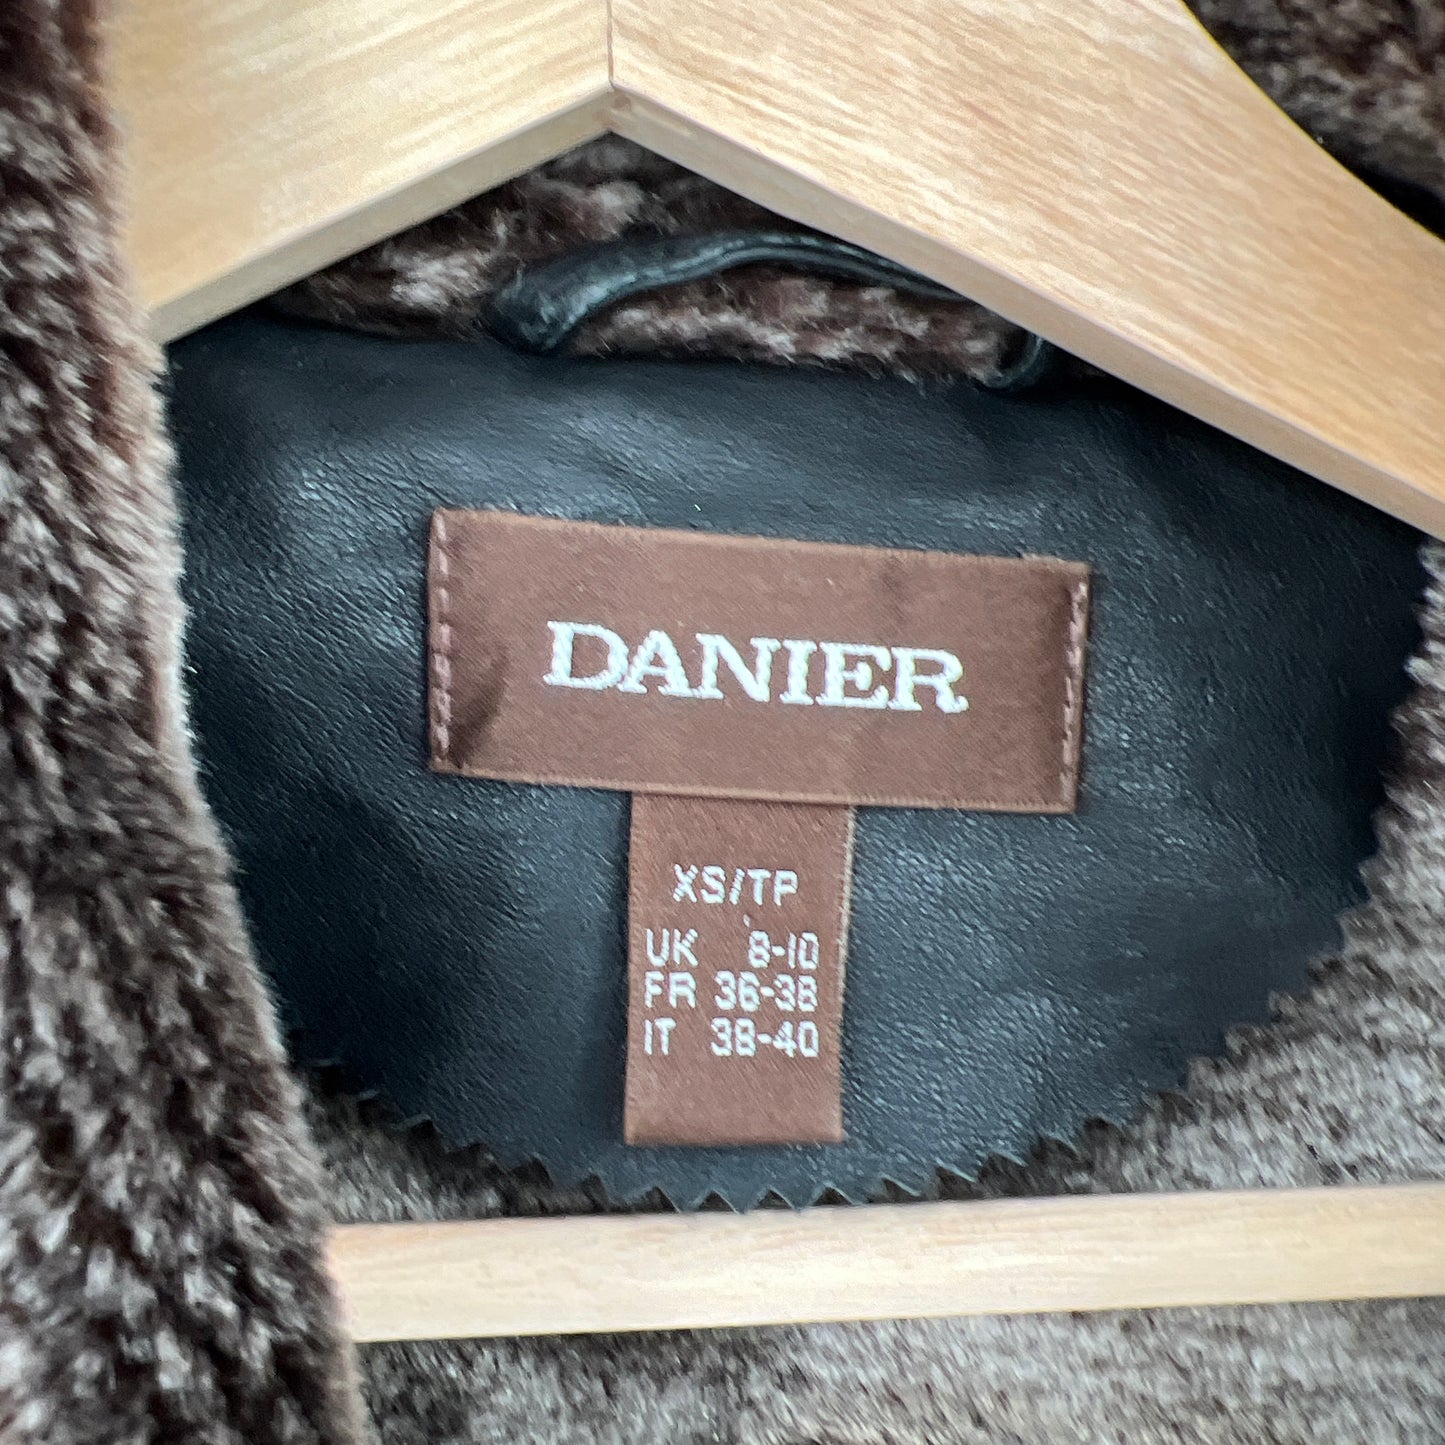 DANIER
XS/TP
UK 8-10
FR 36-38
IT 38-40